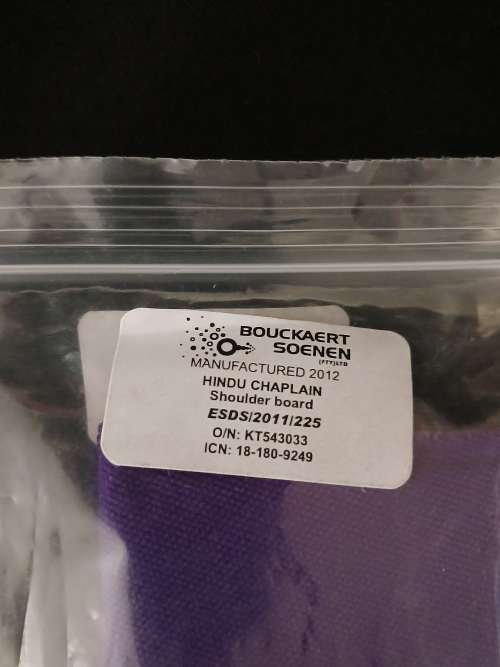 BOUCKAERT
SOENEN
(PTY)LTD
MANUFACTURED 2012
HINDU CHAPLAIN
Shoulder board
ESDS/2011/225
O/N: KT543033
ICN: 18-180-9249